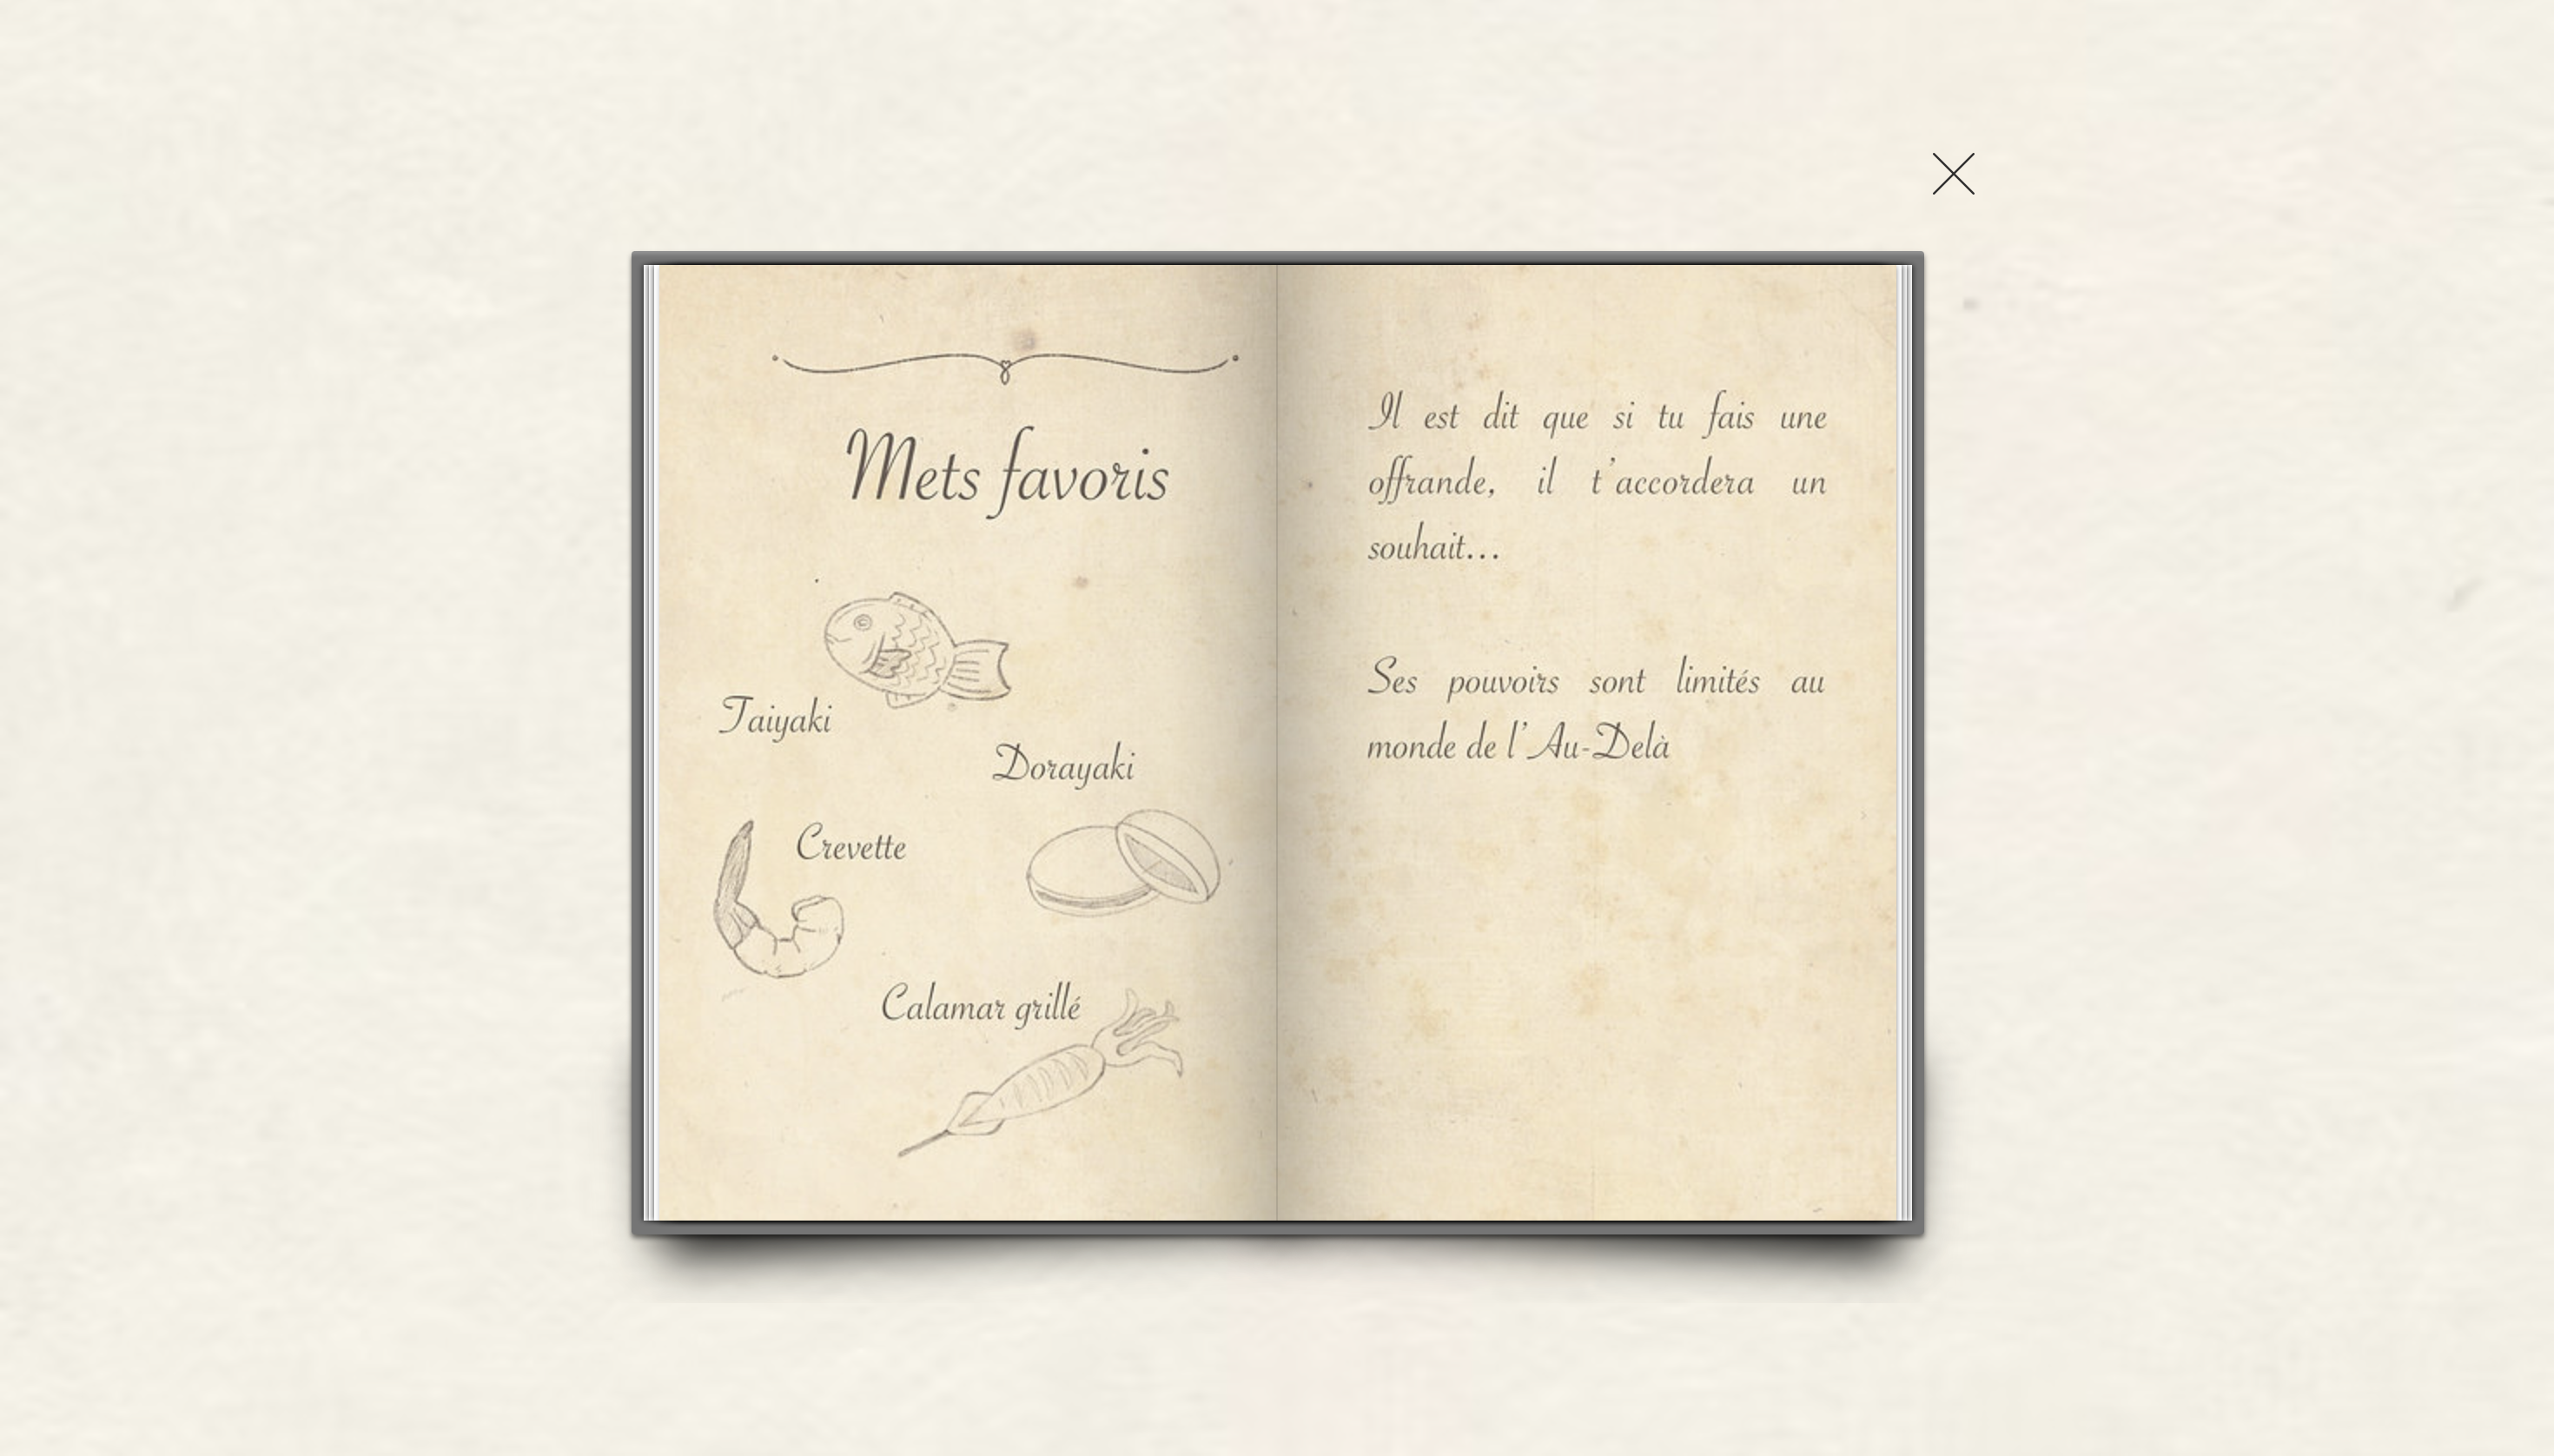 Mets favoris
Taiyaki
Dorayaki
Crevette
Calamar grillé
Il est dit que si tu fais une
offrande, il t'accordera un
souhait...
Ses pouvoirs sont limités au
monde de l'Au-Delà